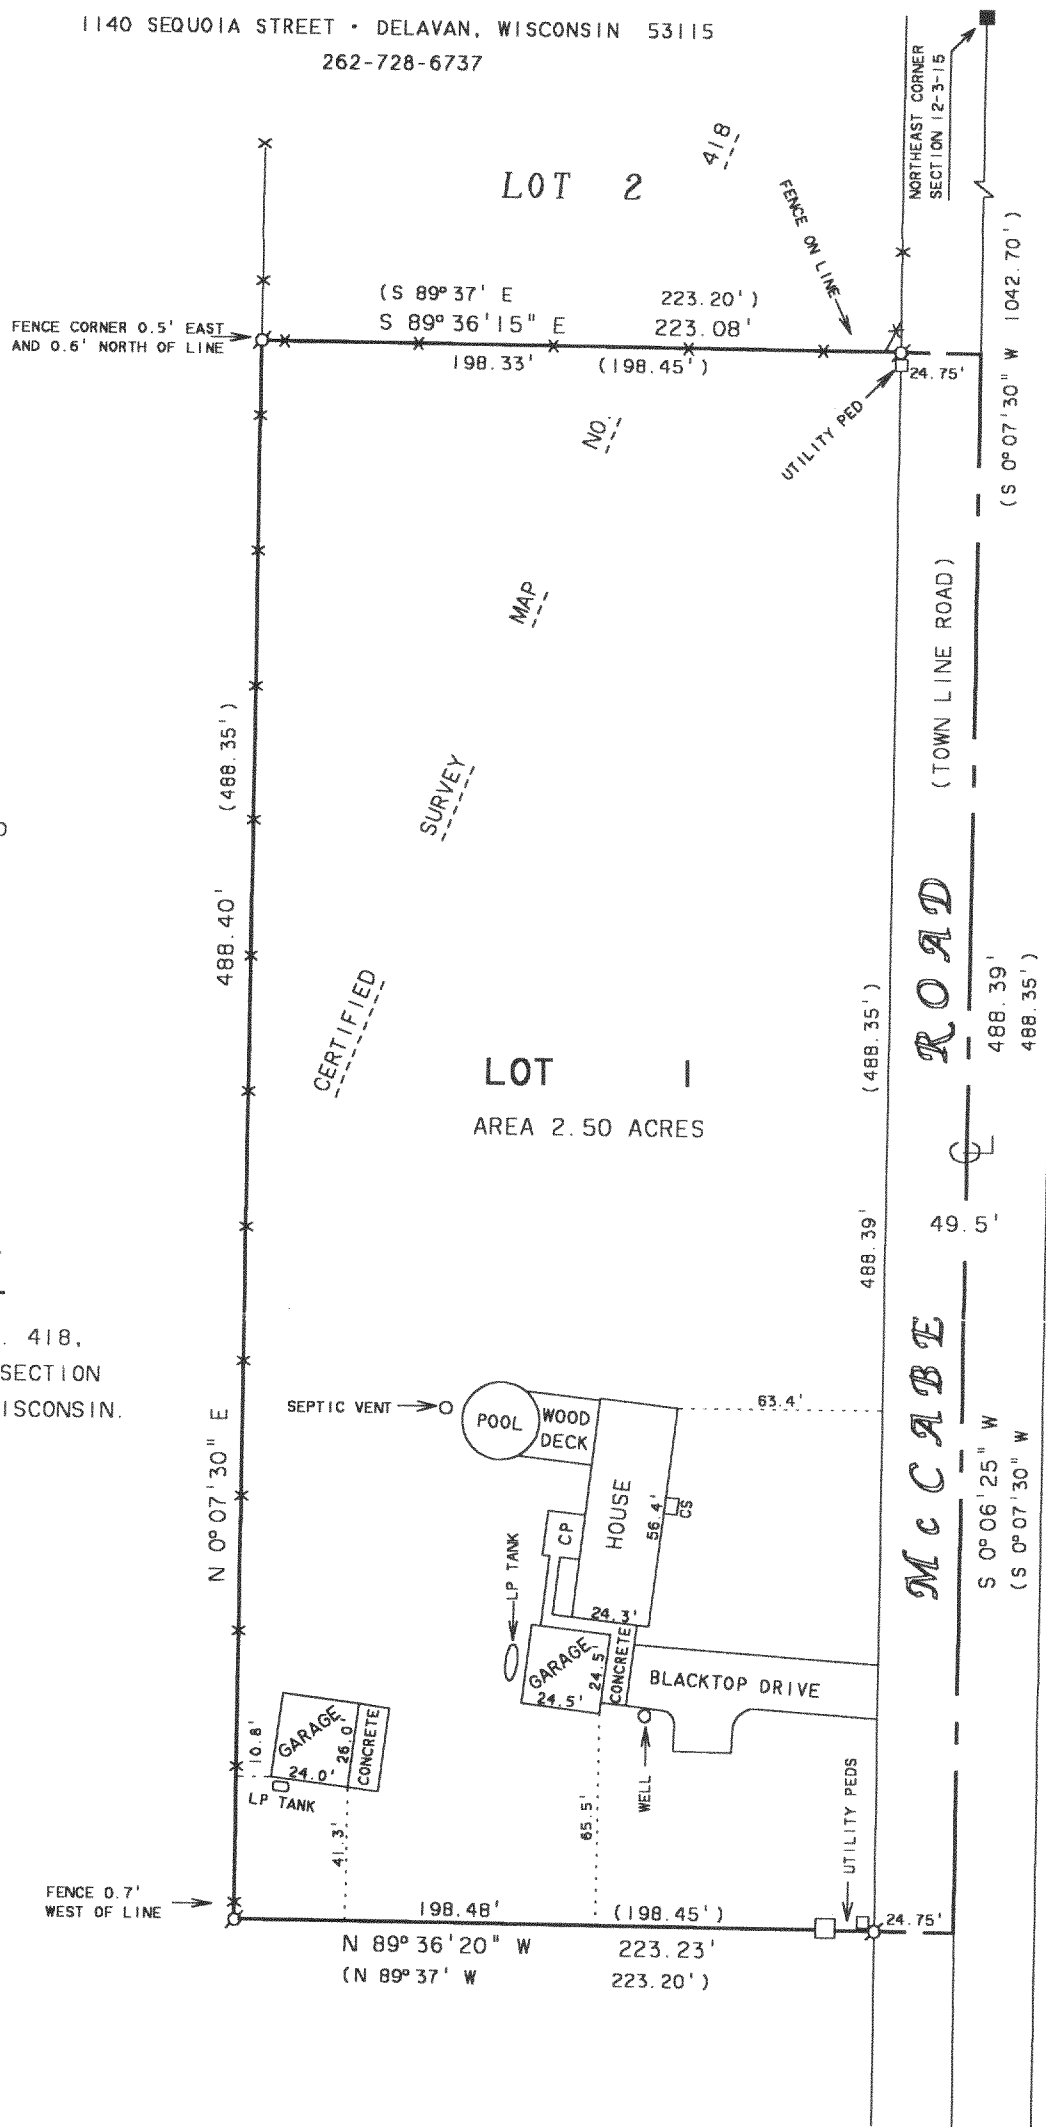 1140 SEQUOIA STREET · DELAVAN, WISCONSIN 53115
262-728-6737
NORTHEAST CORNER
SECTION 12-3-15
418
LOT 2
FENCE ON LINE
(S 0°07'30" W 1042.70')
(S 89°37' E 223.20')
S 89°36'15" E 223.08'
FENCE CORNER 0.5' EAST
AND 0.6' NORTH OF LINE
198.33' (198.45')
24.75'
UTILITY PED
NO.
MAP
(TOWN LINE ROAD)
(488.35')
SURVEY
488.40'
CERTIFIED
McCABE ROAD
488.39'
488.35')
(488.35')
LOT 1
AREA 2.50 ACRES
488.39'
49.5'
. 418,
SECTION
ISCONSIN.
N 0°07'30" E
SEPTIC VENT
POOL
WOOD
DECK
63.4'
S 0°06'25" W
(S 0°07'30" W
HOUSE
56.4'
CS
CP
LP TANK
24.3'
GARAGE
24.5'
24.5'
CONCRETE
BLACKTOP DRIVE
10.8'
GARAGE
26.0'
24.0'
CONCRETE
LP TANK
WELL
UTILITY PEDS
41.3'
65.5'
FENCE 0.7'
WEST OF LINE
198.48' (198.45')
24.75'
N 89°36'20" W 223.23'
(N 89°37' W 223.20')